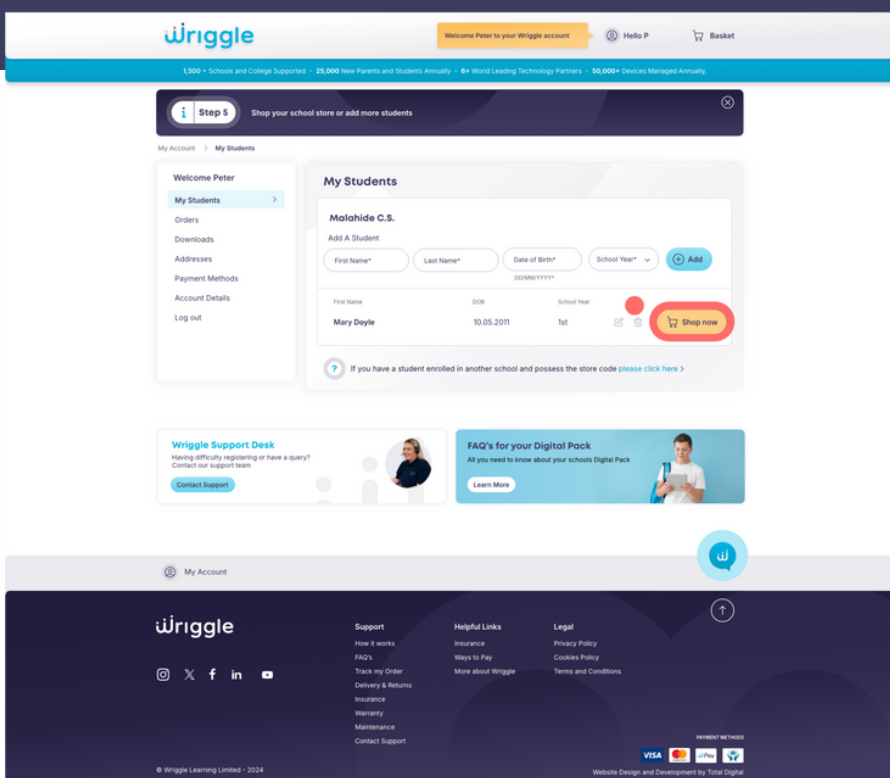 wriggle
Welcome Peter to your Wriggle account
Hello P
Basket
1,500 + Schools and College Supported • 25,000 New Parents and Students Annually • 6+ World Leading Technology Partners • 50,000+ Devices Managed Annually,
i Step 5
Shop your school store or add more students
My Account > My Students
Welcome Peter
My Students >
Orders
Downloads
Addresses
Payment Methods
Account Details
Log out
My Students
Malahide C.S.
Add A Student
First Name*
Last Name*
Date of Birth*
School Year*
Add
DD/MM/YYYY*
First Name
DOB
School Year
Mary Doyle
10.05.2011
1st
Shop now
? If you have a student enrolled in another school and possess the store code please click here >
Wriggle Support Desk
Having difficulty registering or have a query?
Contact our support team
Contact Support
FAQ's for your Digital Pack
All you need to know about your schools Digital Pack
Learn More
My Account
wriggle
Support
How it works
FAQ's
Track my Order
Delivery & Returns
Insurance
Warranty
Maintenance
Contact Support
Helpful Links
Insurance
Ways to Pay
More about Wriggle
Legal
Privacy Policy
Cookies Policy
Terms and Conditions
PAYMENT METHODS
VISA
© Wriggle Learning Limited - 2024
Website Design and Development by Total Digital